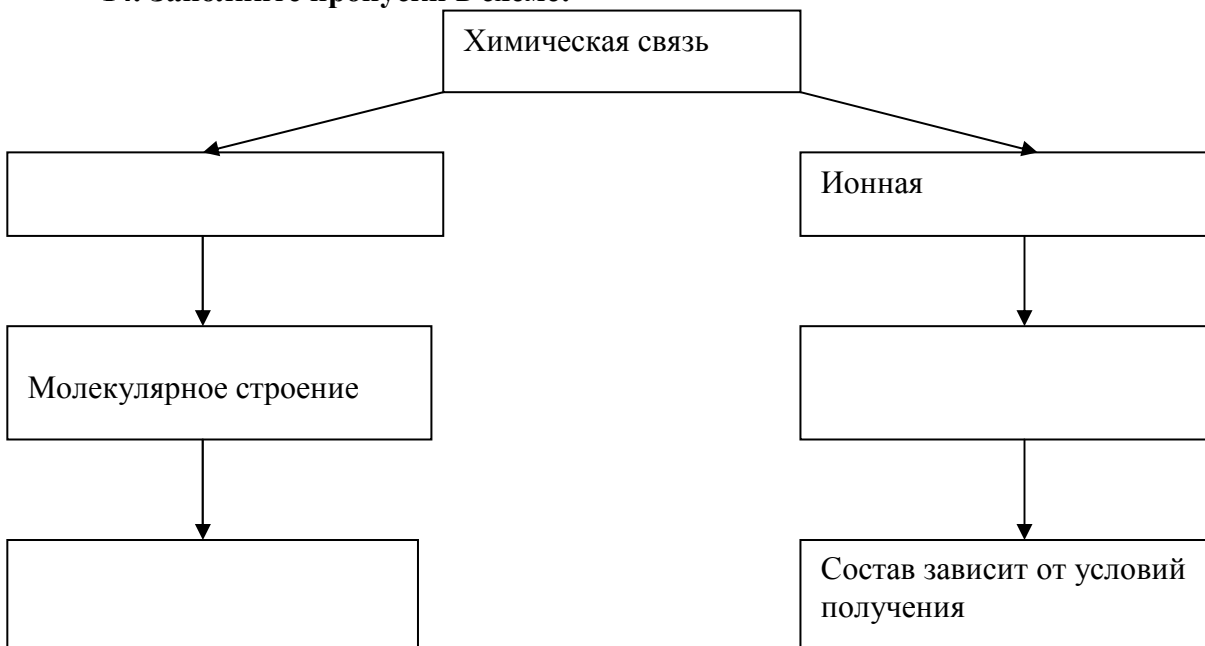 Химическая связь
Ионная
Молекулярное строение
Состав зависит от условий
получения